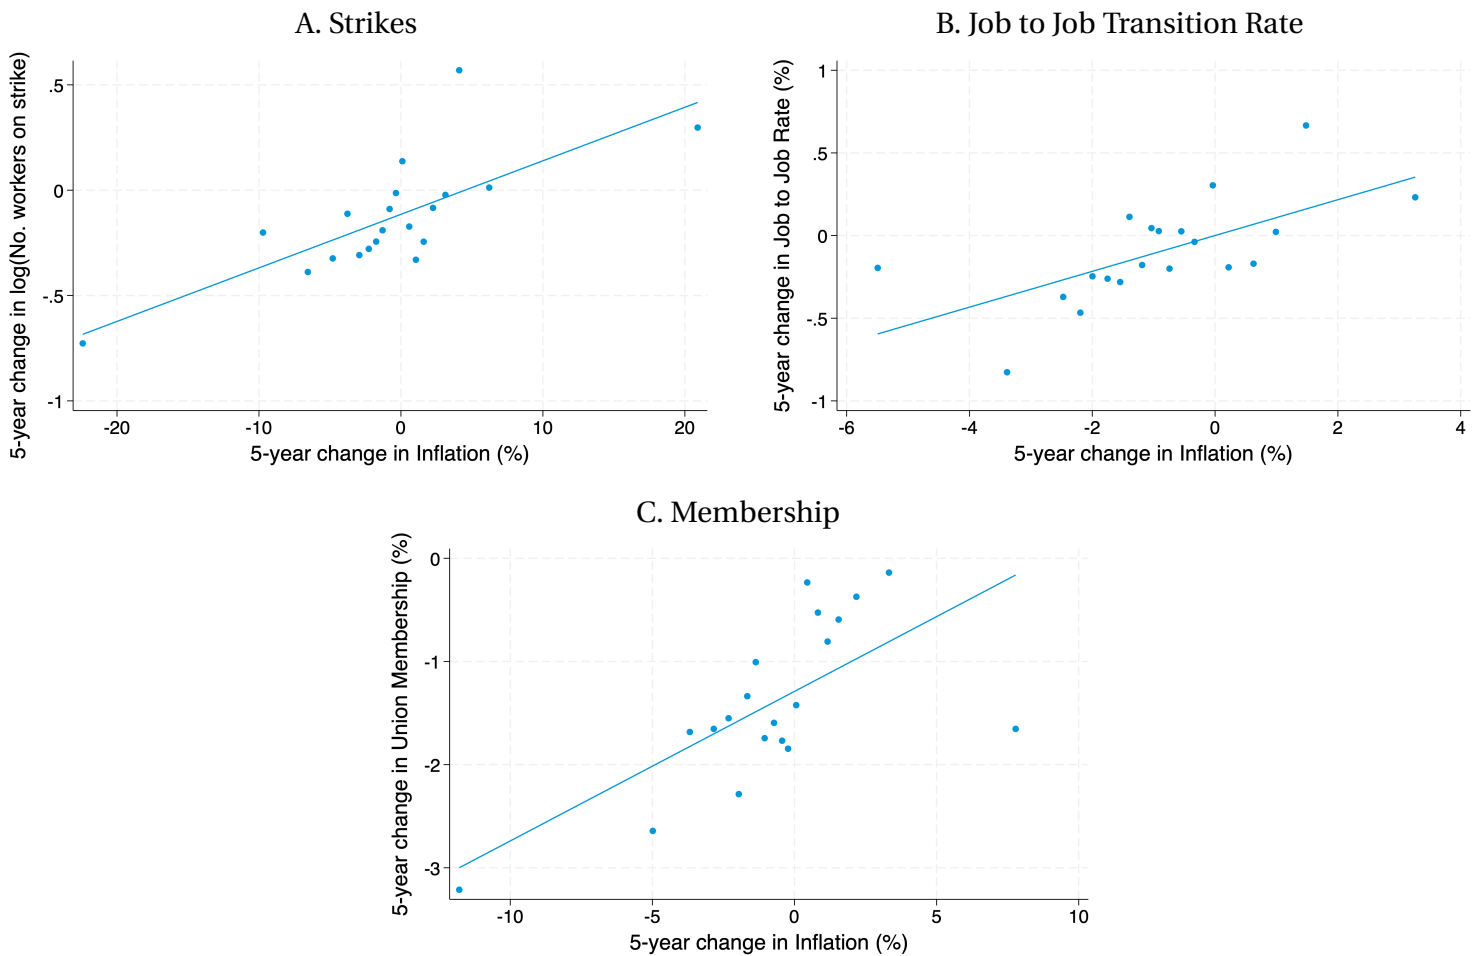 A. Strikes
5-year change in log(No. workers on strike)
.5
0
-.5
-1
-20 -10 0 10 20
5-year change in Inflation (%)
B. Job to Job Transition Rate
5-year change in Job to Job Rate (%)
1
.5
0
-.5
-1
-6 -4 -2 0 2 4
5-year change in Inflation (%)
C. Membership
5-year change in Union Membership (%)
0
-1
-2
-3
-10 -5 0 5 10
5-year change in Inflation (%)